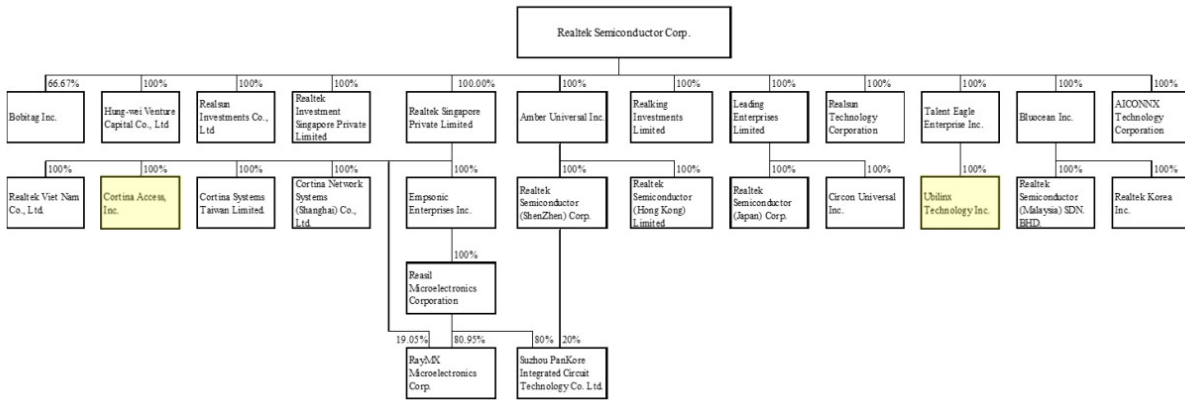 Realtek Semiconductor Corp.
66.67%
100%
100%
100%
100.00%
100%
100%
100%
100%
100%
100%
100%
Bobitag Inc.
Hung-wei Venture
Capital Co., Ltd
Realsun
Investments Co.,
Ltd
Realtek
Investment
Singapore Private
Limited
Realtek Singapore
Private Limited
Amber Universal Inc.
Realking
Investments
Limited
Leading
Enterprises
Limited
Realsun
Technology
Corporation
Talent Eagle
Enterprise Inc.
Bluocean Inc.
AICONNX
Technology
Corporation
100%
100%
100%
100%
100%
100%
100%
100%
100%
100%
100%
100%
Realtek Viet Nam
Co., Ltd.
Cortina Access,
Inc.
Cortina Systems
Taiwan Limited
Cortina Network
Systems
(Shanghai) Co.,
Ltd.
Empsonic
Enterprises Inc.
Realtek
Semiconductor
(ShenZhen) Corp.
Realtek
Semiconductor
(Hong Kong)
Limited
Realtek
Semiconductor
(Japan) Corp.
Circon Universal
Inc.
Ubilinx
Technology Inc.
Realtek
Semiconductor
(Malaysia) SDN.
BHD.
Realtek Korea
Inc.
100%
Reasil
Microelectronics
Corporation
19.05%
80.95%
80%
20%
RayMX
Microelectronics
Corp.
Suzhou PanKore
Integrated Circuit
Technology Co. Ltd.